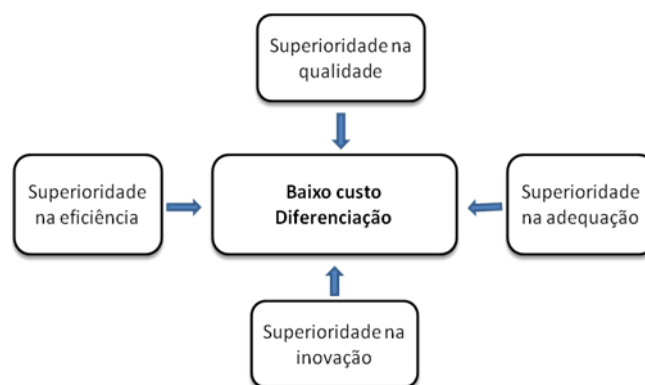 Superioridade na
qualidade
Superioridade
na eficiência
Baixo custo
Diferenciação
Superioridade
na adequação
Superioridade na
inovação